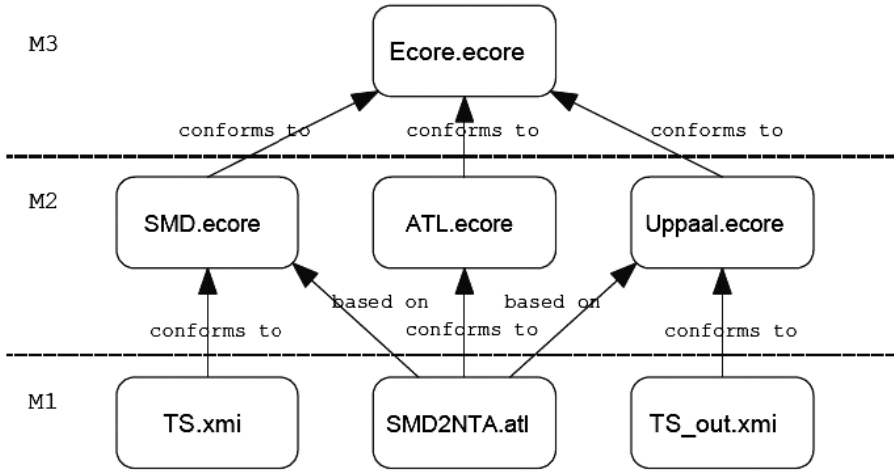 M3
Ecore.ecore
conforms to
conforms to
conforms to
M2
SMD.ecore
ATL.ecore
Uppaal.ecore
based on
based on
conforms to
conforms to
conforms to
M1
TS.xmi
SMD2NTA.atl
TS_out.xmi